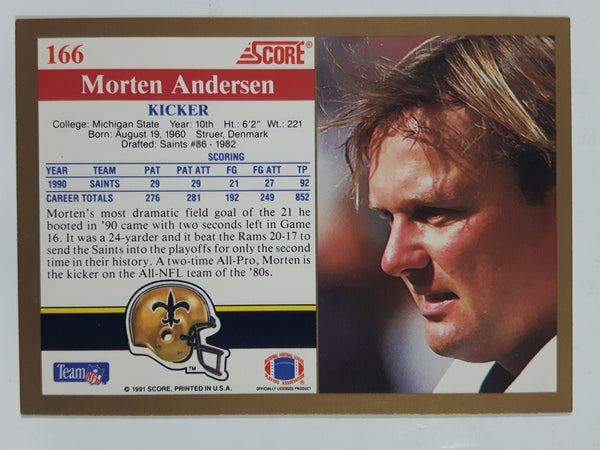 166
SCORE®
Morten Andersen
KICKER
College: Michigan State Year: 10th Ht.: 6'2" Wt.: 221
Born: August 19, 1960 Struer, Denmark
Drafted: Saints #86 - 1982
SCORING
YEAR TEAM PAT PAT ATT FG FG ATT TP
1990 SAINTS 29 29 21 27 92
CAREER TOTALS 276 281 192 249 852
Morten's most dramatic field goal of the 21 he
booted in '90 came with two seconds left in Game
16. It was a 24-yarder and it beat the Rams 20-17 to
send the Saints into the playoffs for only the second
time in their history. A two-time All-Pro, Morten is
the kicker on the All-NFL team of the '80s.
TM
Team NFL
© 1991 SCORE, PRINTED IN U.S.A.
NATIONAL FOOTBALL LEAGUE
PLAYERS ASSOCIATION
OFFICIALLY LICENSED PRODUCT